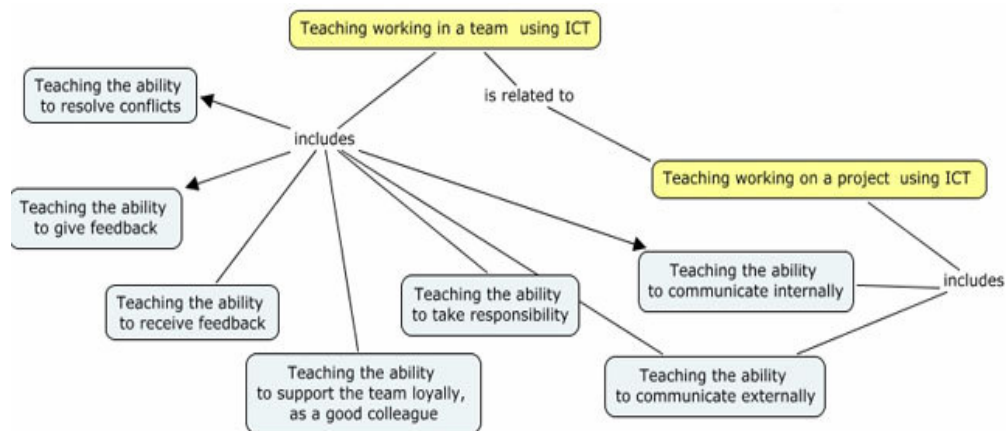 Teaching working in a team using ICT
Teaching the ability
to resolve conflicts
is related to
includes
Teaching working on a project using ICT
Teaching the ability
to give feedback
Teaching the ability
to communicate internally
includes
Teaching the ability
to receive feedback
Teaching the ability
to take responsibility
Teaching the ability
to support the team loyally,
as a good colleague
Teaching the ability
to communicate externally